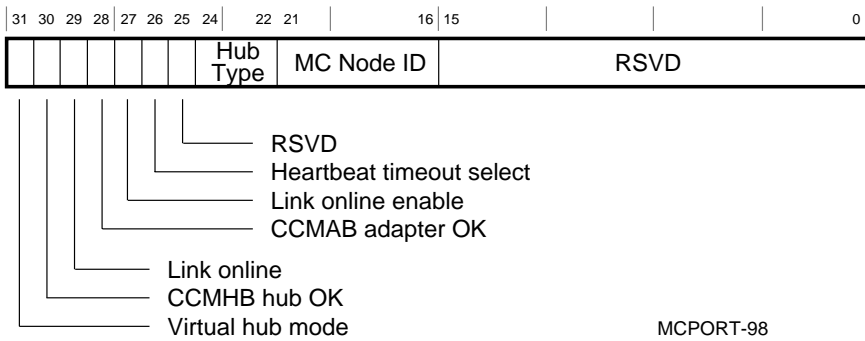 31 30 29 28 27 26 25 24 22 21 16 15 0
Hub
Type MC Node ID RSVD
RSVD
Heartbeat timeout select
Link online enable
CCMAB adapter OK
Link online
CCMHB hub OK
Virtual hub mode MCPORT-98